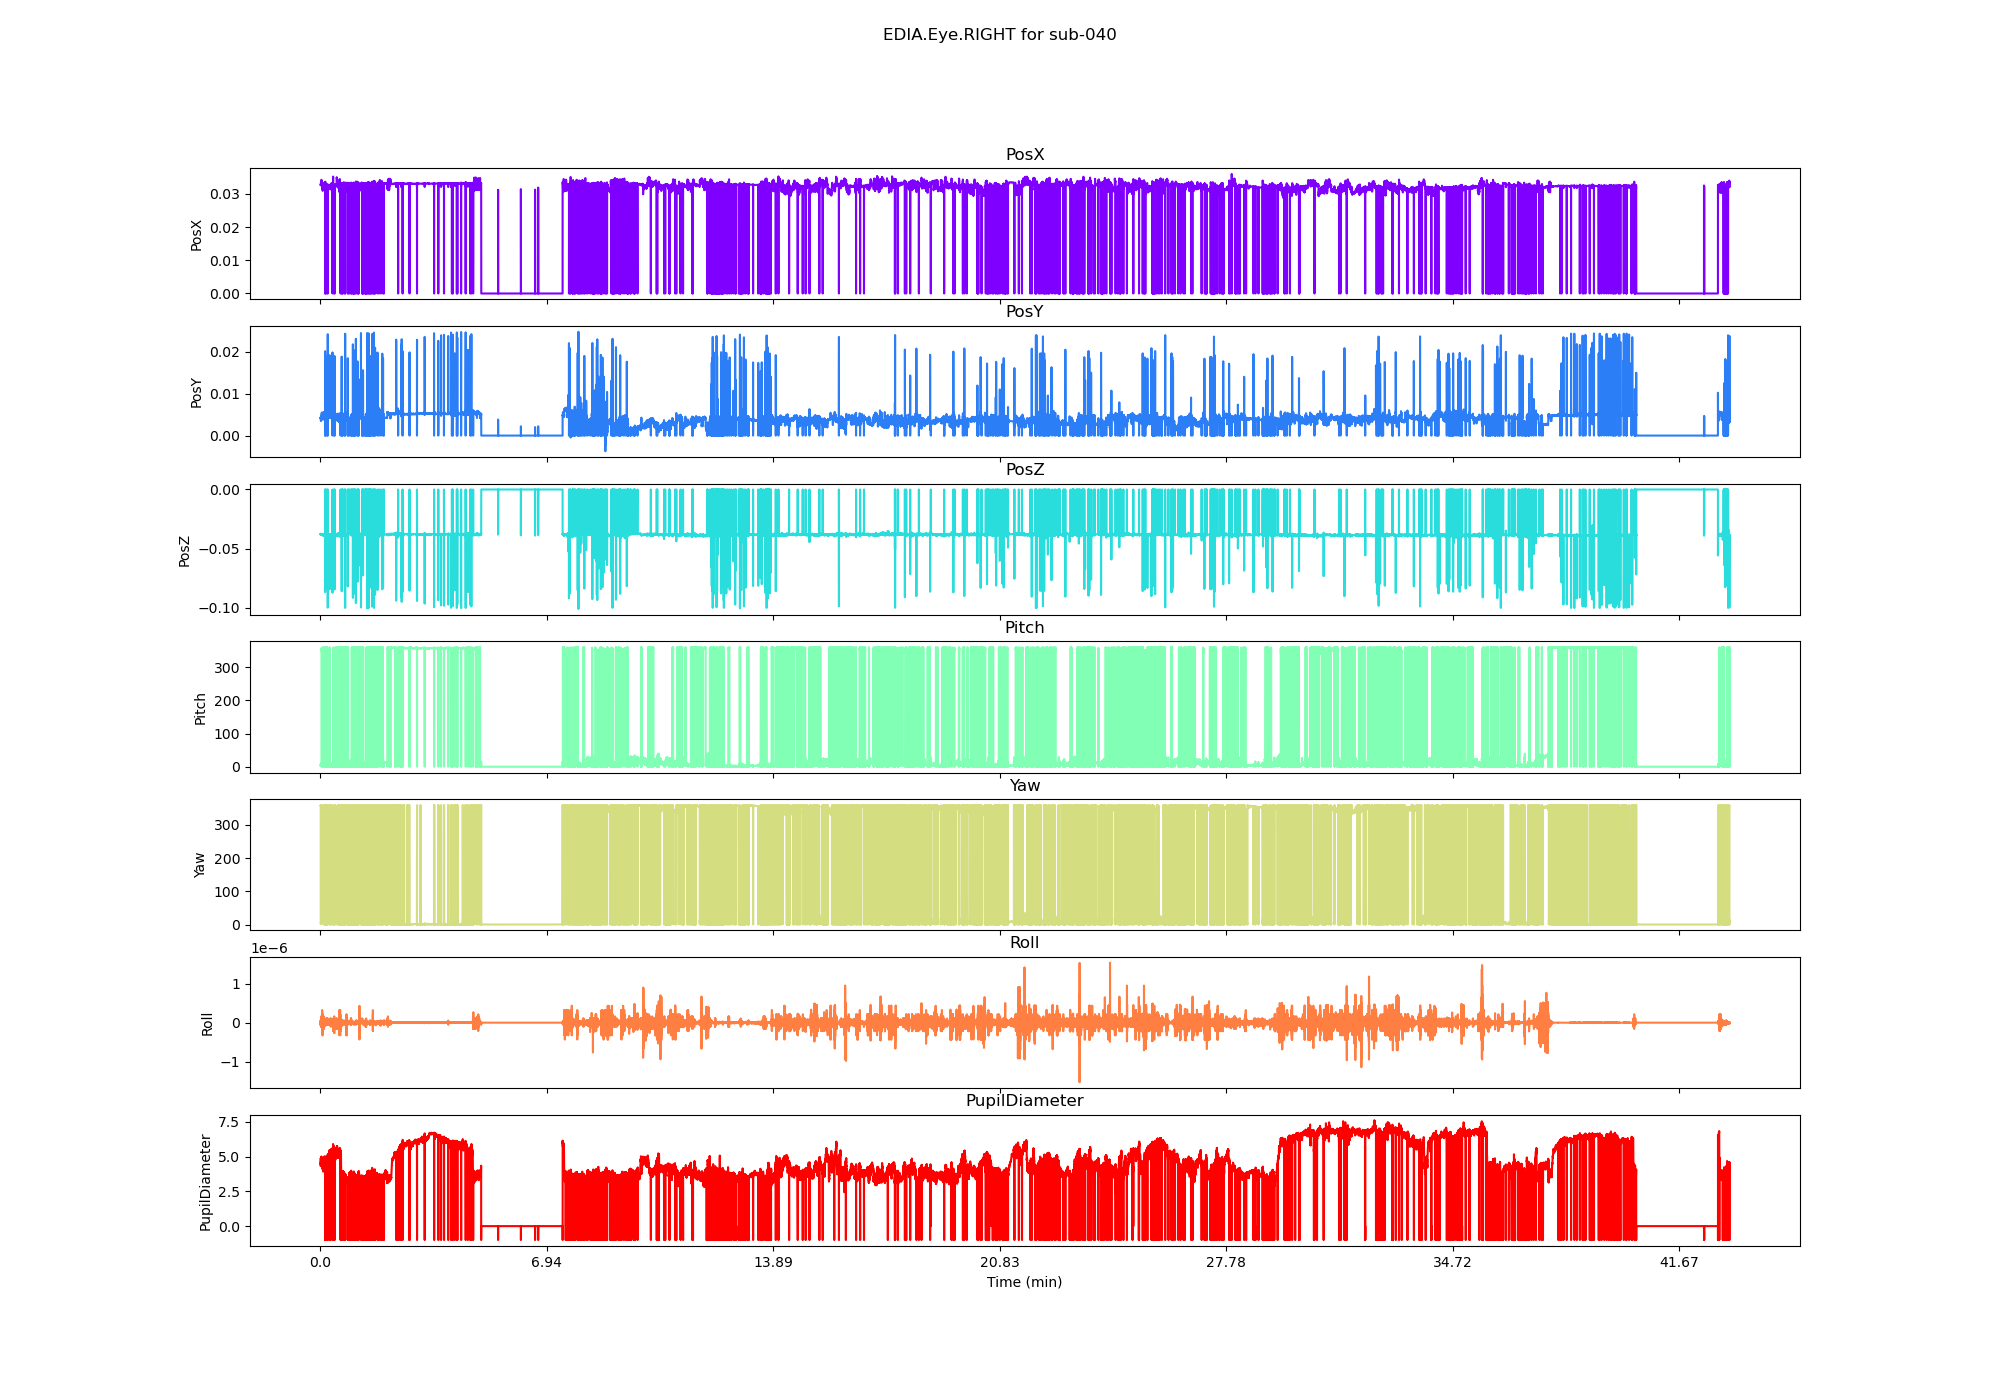 EDIA.Eye.RIGHT for sub-040
PosX
0.03
0.02
0.01
0.00
PosX
PosY
0.02
0.01
0.00
PosY
PosZ
0.00
−0.05
−0.10
PosZ
Pitch
300
200
100
0
Pitch
Yaw
300
200
100
0
Yaw
1e−6
Roll
1
0
−1
Roll
PupilDiameter
7.5
5.0
2.5
0.0
PupilDiameter
0.0 6.94 13.89 20.83 27.78 34.72 41.67
Time (min)